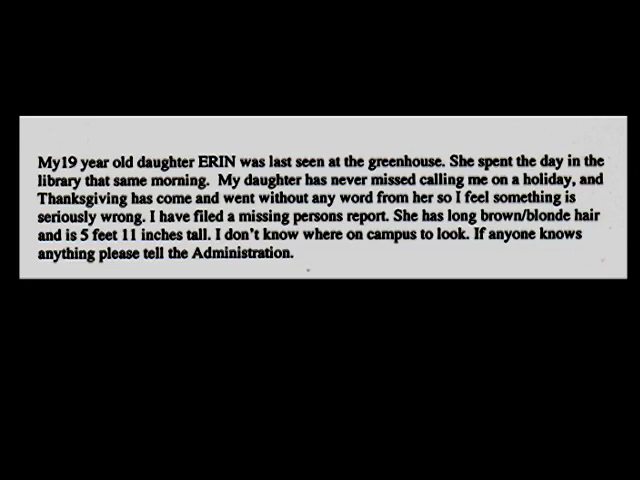 My19 year old daughter ERIN was last seen at the greenhouse. She spent the day in the
library that same morning. My daughter has never missed calling me on a holiday, and
Thanksgiving has come and went without any word from her so I feel something is
seriously wrong. I have filed a missing persons report. She has long brown/blonde hair
and is 5 feet 11 inches tall. I don't know where on campus to look. If anyone knows
anything please tell the Administration.